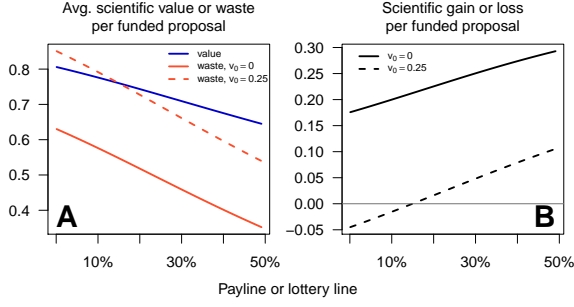 Avg. scientific value or waste
per funded proposal
value
waste, v₀ = 0
waste, v₀ = 0.25
0.8
0.7
0.6
0.5
0.4
A
10%
30%
50%
Scientific gain or loss
per funded proposal
v₀ = 0
v₀ = 0.25
0.30
0.25
0.20
0.15
0.10
0.05
0.00
−0.05
B
10%
30%
50%
Payline or lottery line